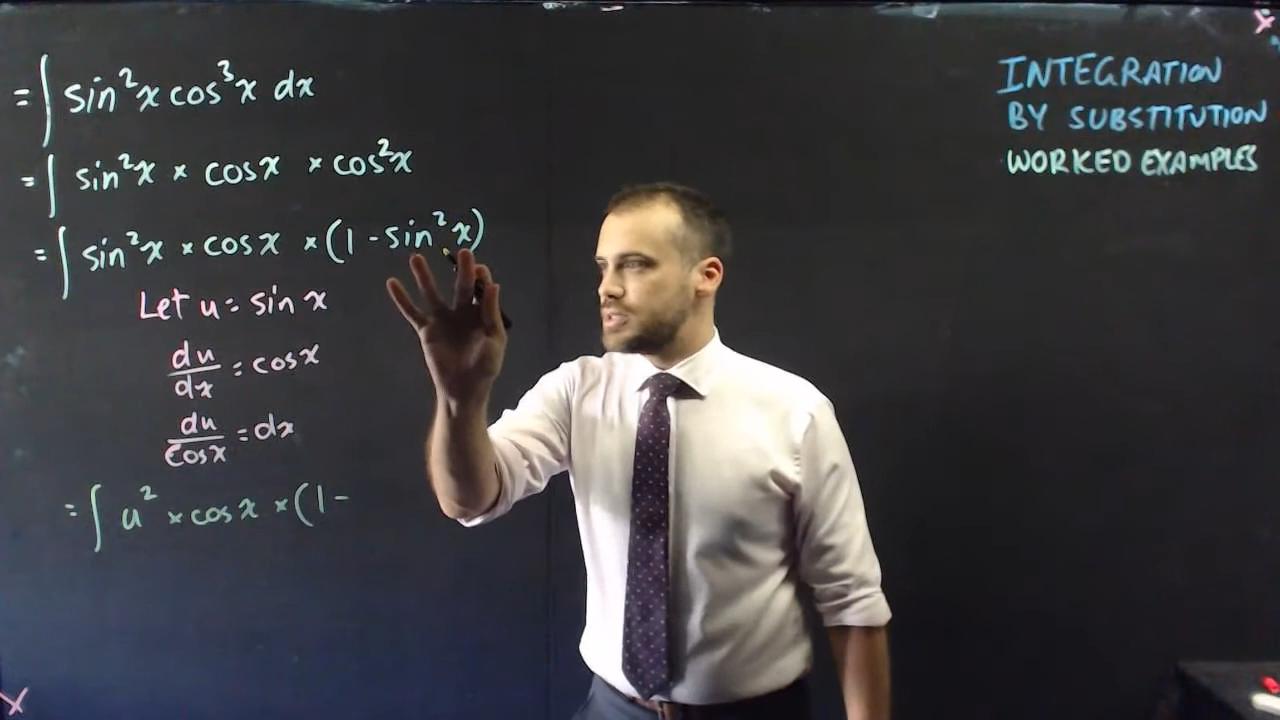 = ∫ sin²x cos³x dx
= ∫ sin²x × cosx × cos²x
= ∫ sin²x × cosx × (1 - sin²x)
Let u = sin x
du/dx = cosx
du/cosx = dx
= ∫ u² × cosx × (1 -
INTEGRATION
BY SUBSTITUTION
WORKED EXAMPLES